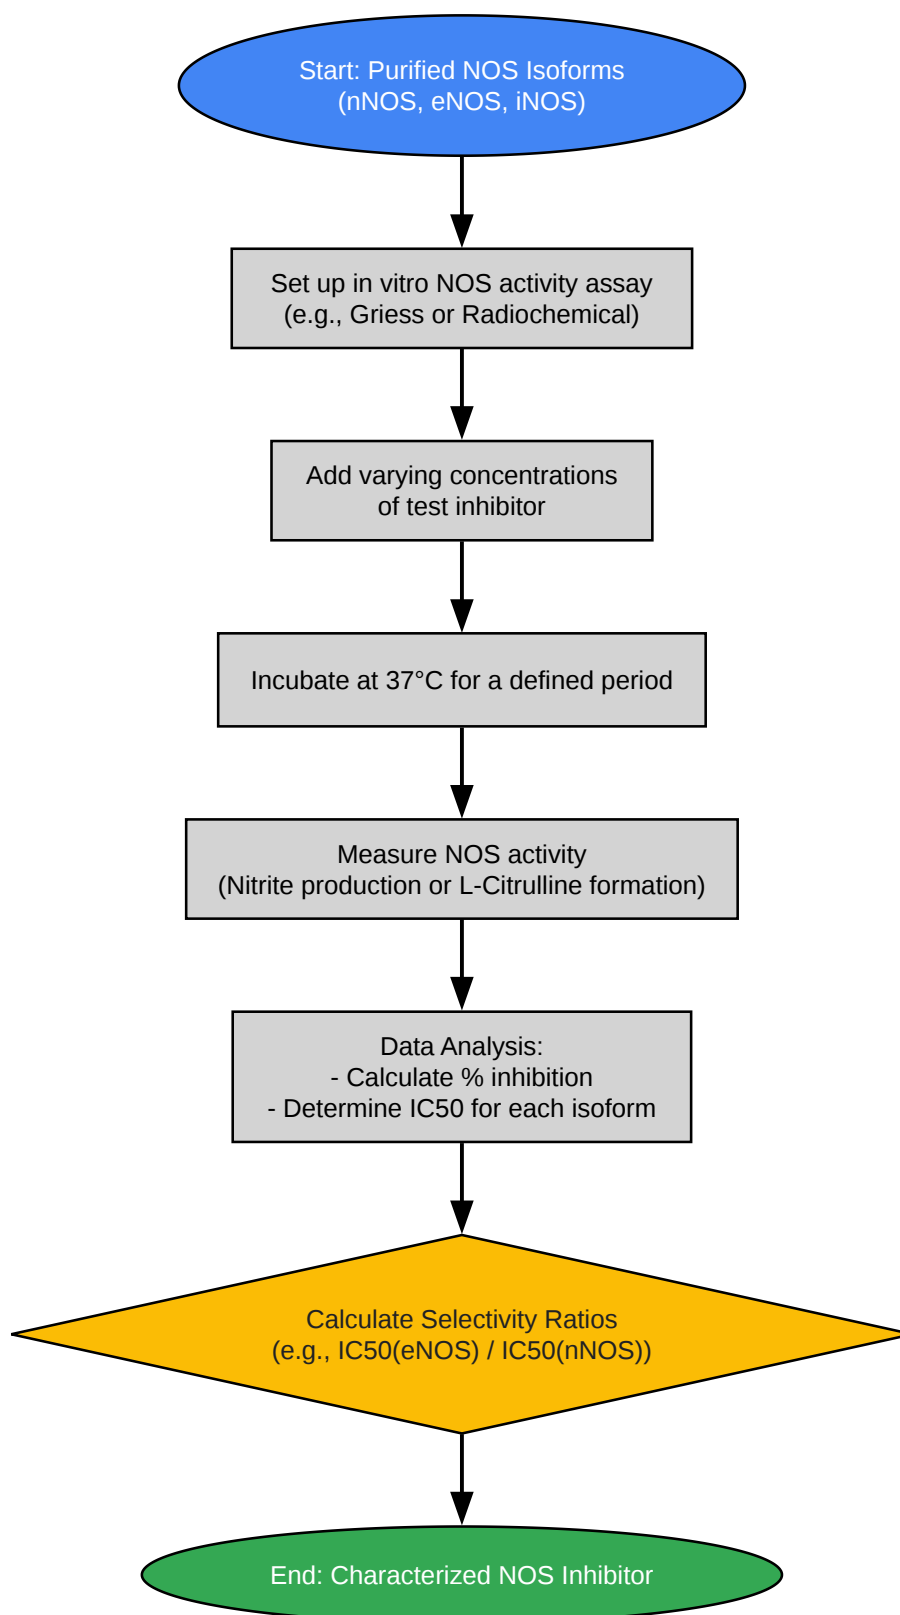 Start: Purified NOS Isoforms
(nNOS, eNOS, iNOS)
Set up in vitro NOS activity assay
(e.g., Griess or Radiochemical)
Add varying concentrations
of test inhibitor
Incubate at 37°C for a defined period
Measure NOS activity
(Nitrite production or L-Citrulline formation)
Data Analysis:
- Calculate % inhibition
- Determine IC50 for each isoform
Calculate Selectivity Ratios
(e.g., IC50(eNOS) / IC50(nNOS))
End: Characterized NOS Inhibitor